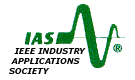 IAS
®
IEEE INDUSTRY
APPLICATIONS
SOCIETY